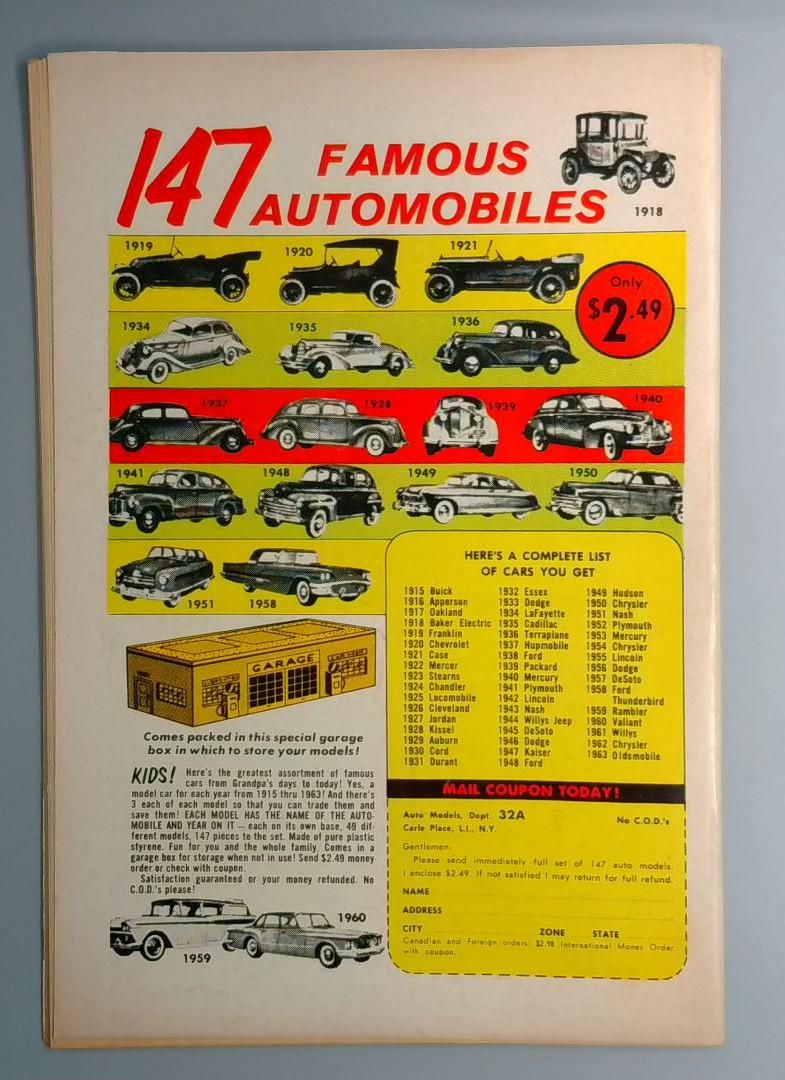 147
FAMOUS
AUTOMOBILES
1918
1919
1920
1921
Only
$2.49
1934
1935
1936
1937
1938
1939
1940
1941
1948
1949
1950
1951
1958
GARAGE
Comes packed in this special garage
box in which to store your models!
KIDS! Here's the greatest assortment of famous
cars from Grandpa's days to today! Yes, a
model car for each year from 1915 thru 1963! And there's
3 each of each model so that you can trade them and
save them! EACH MODEL HAS THE NAME OF THE AUTO-
MOBILE AND YEAR ON IT — each on its own base, 49 dif-
ferent models, 147 pieces to the set. Made of pure plastic
styrene. Fun for you and the whole family. Comes in a
garage box for storage when not in use! Send $2.49 money
order or check with coupon.
Satisfaction guaranteed or your money refunded. No
C.O.D.'s please!
1959
1960
HERE'S A COMPLETE LIST
OF CARS YOU GET
1915 Buick
1916 Apperson
1917 Oakland
1918 Baker Electric
1919 Franklin
1920 Chevrolet
1921 Case
1922 Mercer
1923 Stearns
1924 Chandler
1925 Locomobile
1926 Cleveland
1927 Jordan
1928 Kissel
1929 Auburn
1930 Cord
1931 Durant
1932 Essex
1933 Dodge
1934 LaFayette
1935 Cadillac
1936 Terraplane
1937 Hupmobile
1938 Ford
1939 Packard
1940 Mercury
1941 Plymouth
1942 Lincoln
1943 Nash
1944 Willys Jeep
1945 DeSoto
1946 Dodge
1947 Kaiser
1948 Ford
1949 Hudson
1950 Chrysler
1951 Nash
1952 Plymouth
1953 Mercury
1954 Chrysler
1955 Lincoln
1956 Dodge
1957 DeSoto
1958 Ford
Thunderbird
1959 Rambler
1960 Valiant
1961 Willys
1962 Chrysler
1963 Oldsmobile
MAIL COUPON TODAY!
Auto Models, Dept. 32A No C.O.D.'s
Carle Place, L.I., N.Y.
Gentlemen:
Please send immediately full set of 147 auto models.
I enclose $2.49. If not satisfied I may return for full refund.
NAME
ADDRESS
CITY ZONE STATE
Canadian and Foreign orders: $2.98 International Money Order
with coupon.